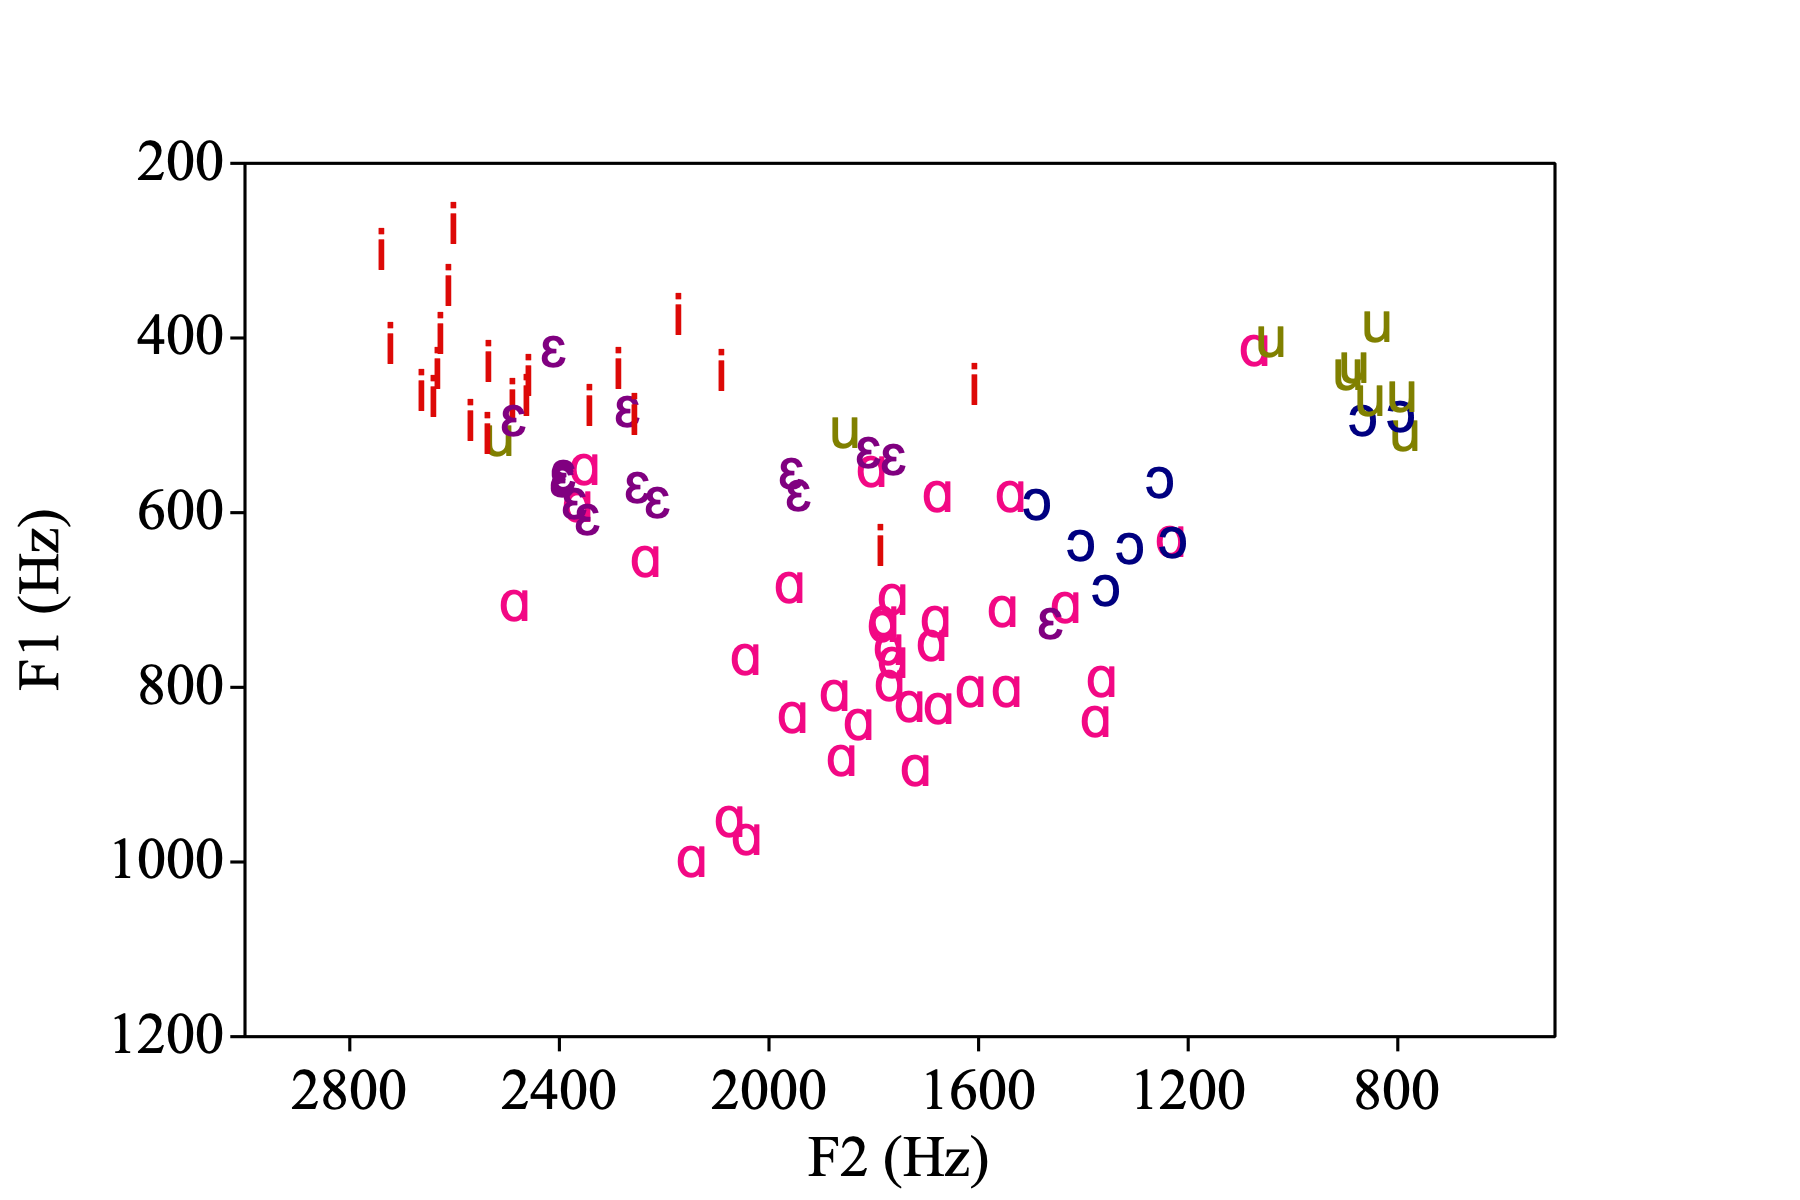 200
i
i
i
i
i u
400 i ɛ i ɑ u
i i i i u u
i i i i i i u u
i ɛ ɛ i ɔ ɔ
i u u u
ɑ ɛ ɑ ɛ
ɛ ɛ ɛ ɛ ɔ
ɛ ɑ ɛ ɛ ɑ ɑ ɔ
600 ɛ
i ɔ ɔ ɑ ɔ
ɑ
ɑ ɔ
ɑ ɑ ɑ ɑ
ɑ ɑ ɑ ɛ
ɑ ɑ
ɑ ɑ
800 ɑ ɑ ɑ ɑ
ɑ ɑ ɑ
ɑ ɑ ɑ
ɑ ɑ
ɑ ɑ
1000 ɑ
1200
F1 (Hz)
2800 2400 2000 1600 1200 800
F2 (Hz)